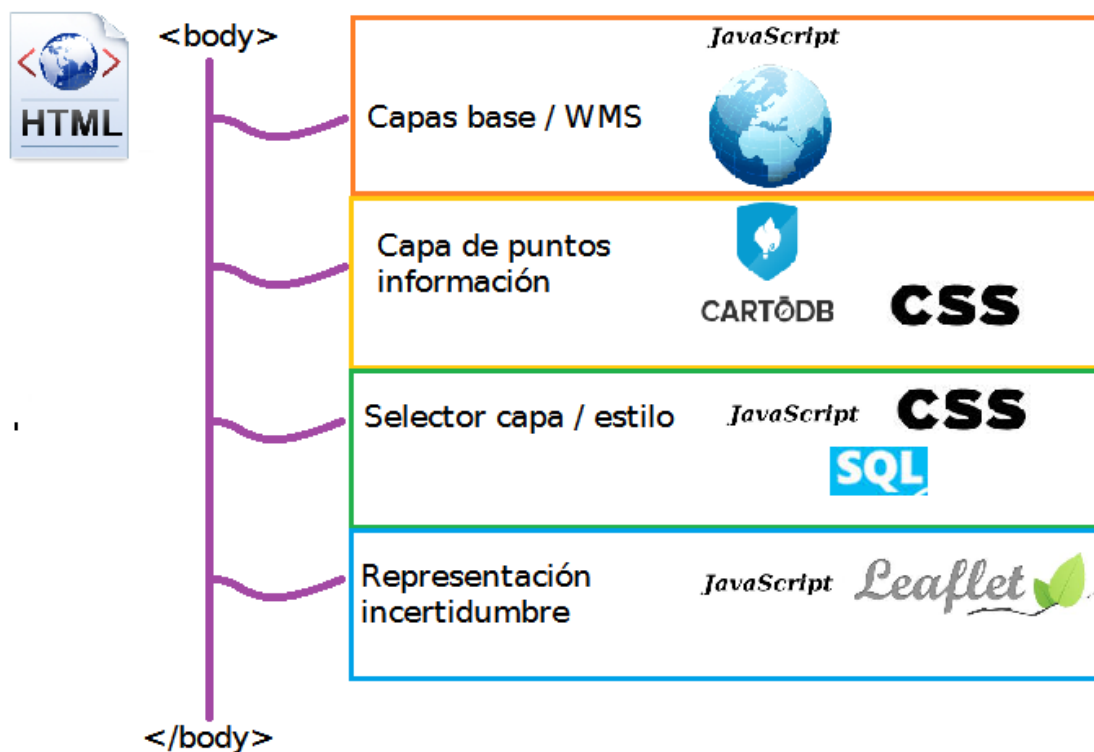 <body>
HTML
JavaScript
Capas base / WMS
Capa de puntos
información
CARTODB
CSS
Selector capa / estilo
JavaScript
CSS
SQL
Representación
incertidumbre
JavaScript
Leaflet
</body>